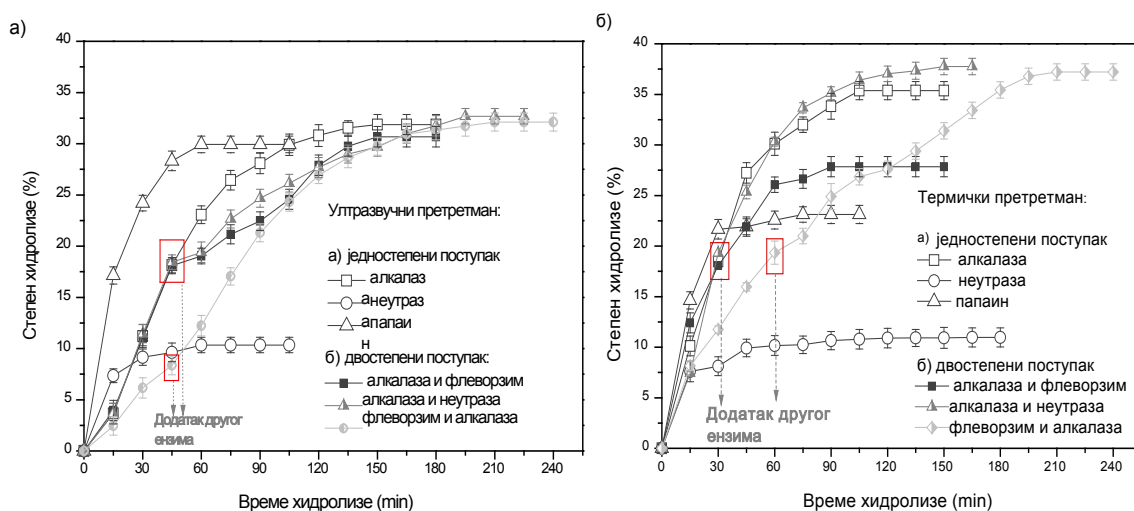 а)
40
35
30
25
20
15
10
5
0
Степен хидролизе (%)
Ултразвучни претретман:
а) једностепени поступак
алкалаз
а неутраз
а папаи
н
б) двостепени поступак:
алкалаза и флеворзим
алкалаза и неутраза
флеворзим и алкалаза
Додатак другог
ензима
0 30 60 90 120 150 180 210 240
Време хидролизе (min)
б)
40
35
30
25
20
15
10
5
0
Степен хидролизе (%)
Термички претретман:
а) једностепени поступак
алкалаза
неутраза
папаин
б) двостепени поступак
алкалаза и флеворзим
алкалаза и неутраза
флеворзим и алкалаза
Додатак другог
ензима
0 30 60 90 120 150 180 210 240
Време хидролизе (min)